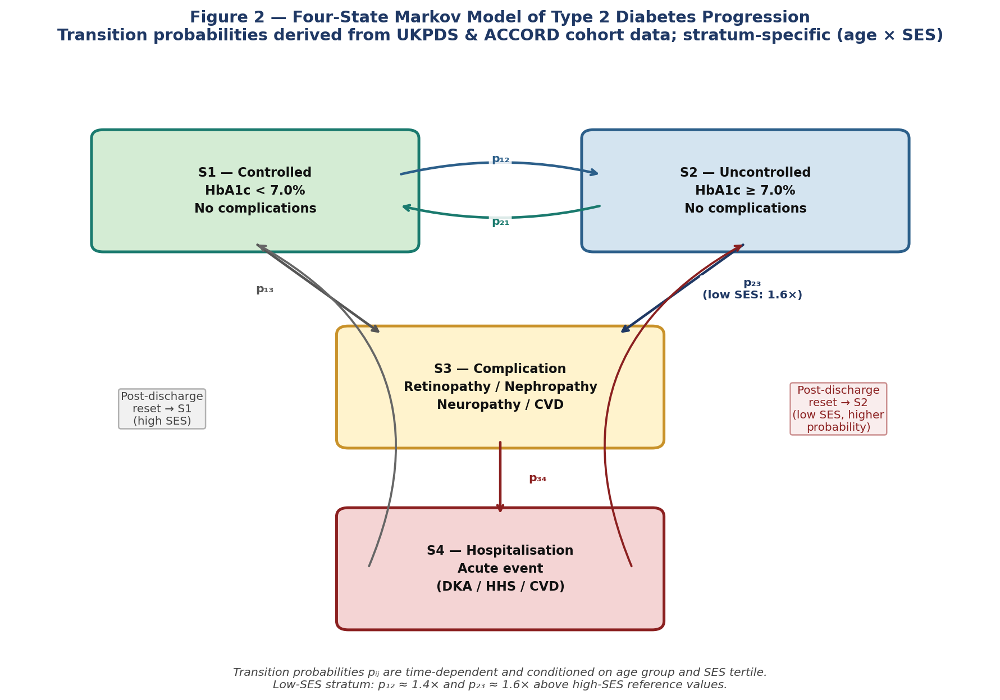 Figure 2 — Four-State Markov Model of Type 2 Diabetes Progression
Transition probabilities derived from UKPDS & ACCORD cohort data; stratum-specific (age × SES)
S1 — Controlled
HbA1c < 7.0%
No complications
p₁₂
p₂₁
S2 — Uncontrolled
HbA1c ≥ 7.0%
No complications
p₁₃
p₂₃
(low SES: 1.6×)
S3 — Complication
Retinopathy / Nephropathy
Neuropathy / CVD
Post-discharge
reset → S1
(high SES)
Post-discharge
reset → S2
(low SES, higher
probability)
p₃₄
S4 — Hospitalisation
Acute event
(DKA / HHS / CVD)
Transition probabilities pᵢⱼ are time-dependent and conditioned on age group and SES tertile.
Low-SES stratum: p₁₂ ≈ 1.4× and p₂₃ ≈ 1.6× above high-SES reference values.